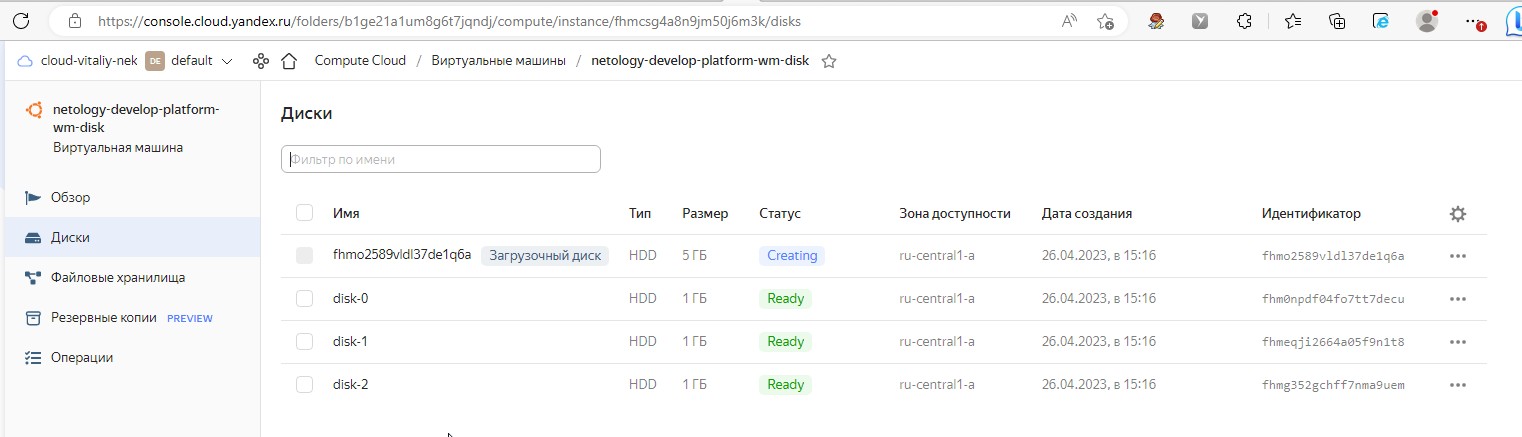 https://console.cloud.yandex.ru/folders/b1ge21a1um8g6t7jqndj/compute/instance/fhmcsg4a8n9jm50j6m3k/disks
cloud-vitaliy-nek DE default Compute Cloud / Виртуальные машины / netology-develop-platform-wm-disk
netology-develop-platform-
wm-disk
Виртуальная машина
Обзор
Диски
Файловые хранилища
Резервные копии PREVIEW
Операции
Диски
Фильтр по имени
Имя Тип Размер Статус Зона доступности Дата создания Идентификатор
fhmo2589vldl37de1q6a Загрузочный диск HDD 5 ГБ Creating ru-central1-a 26.04.2023, в 15:16 fhmo2589vldl37de1q6a
disk-0 HDD 1 ГБ Ready ru-central1-a 26.04.2023, в 15:16 fhm0npdf04fo7tt7decu
disk-1 HDD 1 ГБ Ready ru-central1-a 26.04.2023, в 15:16 fhmeqji2664a05f9n1t8
disk-2 HDD 1 ГБ Ready ru-central1-a 26.04.2023, в 15:16 fhmg352gchff7nma9uem